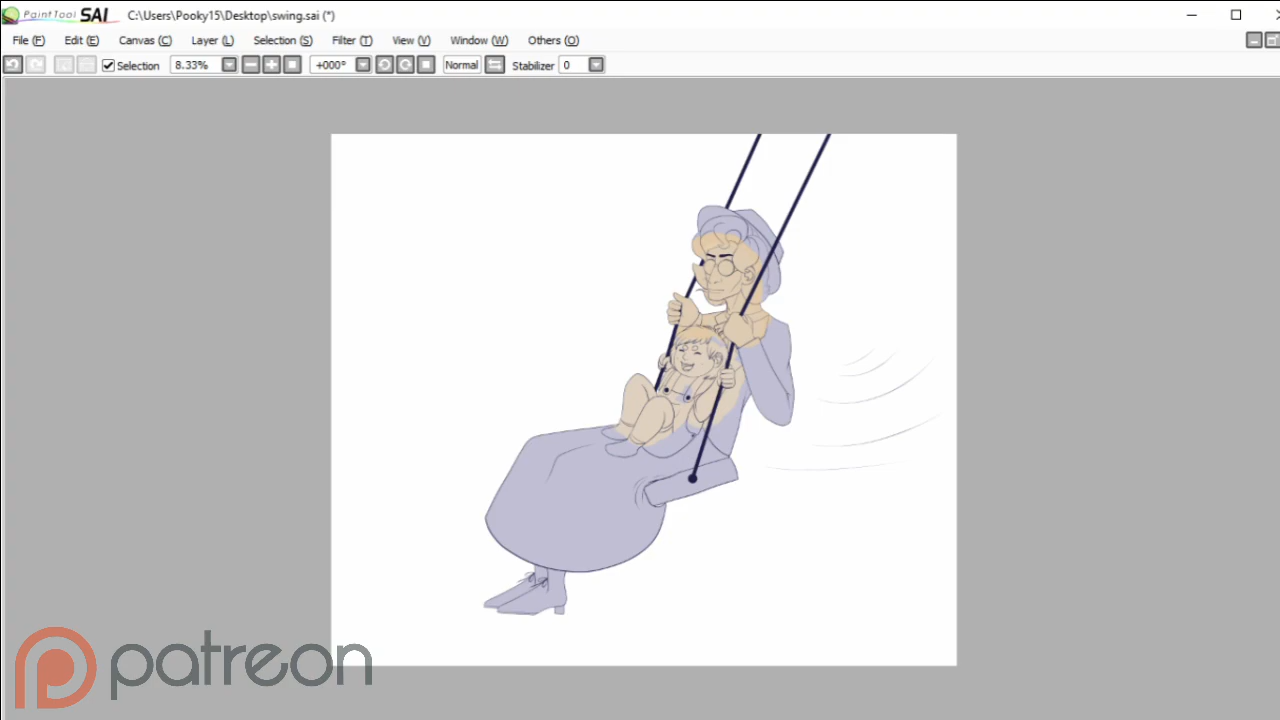 PaintTool SAI C:\Users\Pooky15\Desktop\swing.sai (*)
File (F) Edit (E) Canvas (C) Layer (L) Selection (S) Filter (T) View (V) Window (W) Others (O)
Selection 8.33% +000° Normal Stabilizer 0
patreon